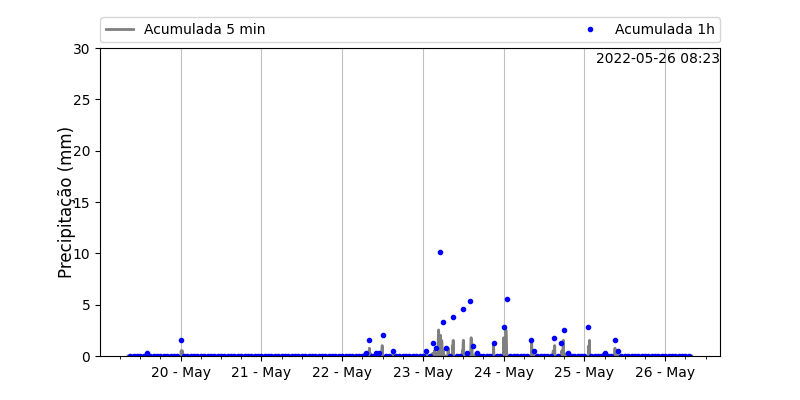 Acumulada 5 min
Acumulada 1h
2022-05-26 08:23
Precipitação (mm)
30
25
20
15
10
5
0
20 - May
21 - May
22 - May
23 - May
24 - May
25 - May
26 - May